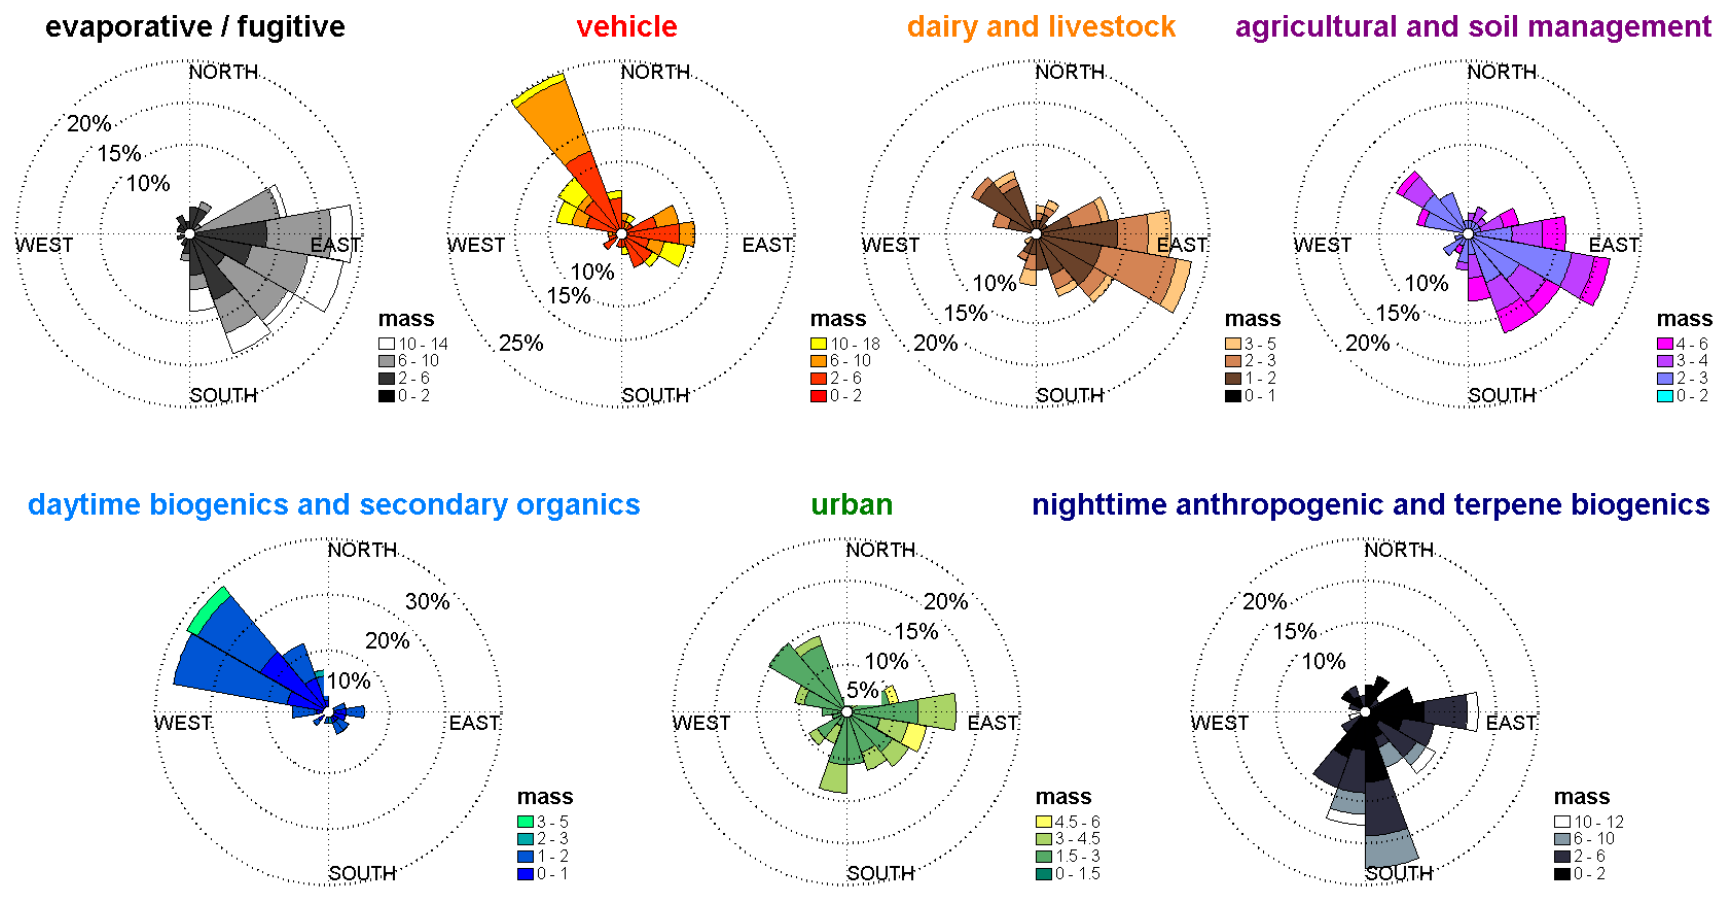 evaporative / fugitive
NORTH
20%
15%
10%
WEST
EAST
SOUTH
mass
10 - 14
6 - 10
2 - 6
0 - 2
vehicle
NORTH
WEST
EAST
10%
15%
25%
SOUTH
mass
10 - 18
6 - 10
2 - 6
0 - 2
dairy and livestock
NORTH
WEST
EAST
10%
15%
20%
SOUTH
mass
3 - 5
2 - 3
1 - 2
0 - 1
agricultural and soil management
NORTH
WEST
EAST
10%
15%
20%
SOUTH
mass
4 - 6
3 - 4
2 - 3
0 - 2
daytime biogenics and secondary organics
NORTH
30%
20%
10%
WEST
EAST
SOUTH
mass
3 - 5
2 - 3
1 - 2
0 - 1
urban
NORTH
20%
15%
10%
5%
WEST
EAST
SOUTH
mass
4.5 - 6
3 - 4.5
1.5 - 3
0 - 1.5
nighttime anthropogenic and terpene biogenics
NORTH
20%
15%
10%
WEST
EAST
SOUTH
mass
10 - 12
6 - 10
2 - 6
0 - 2